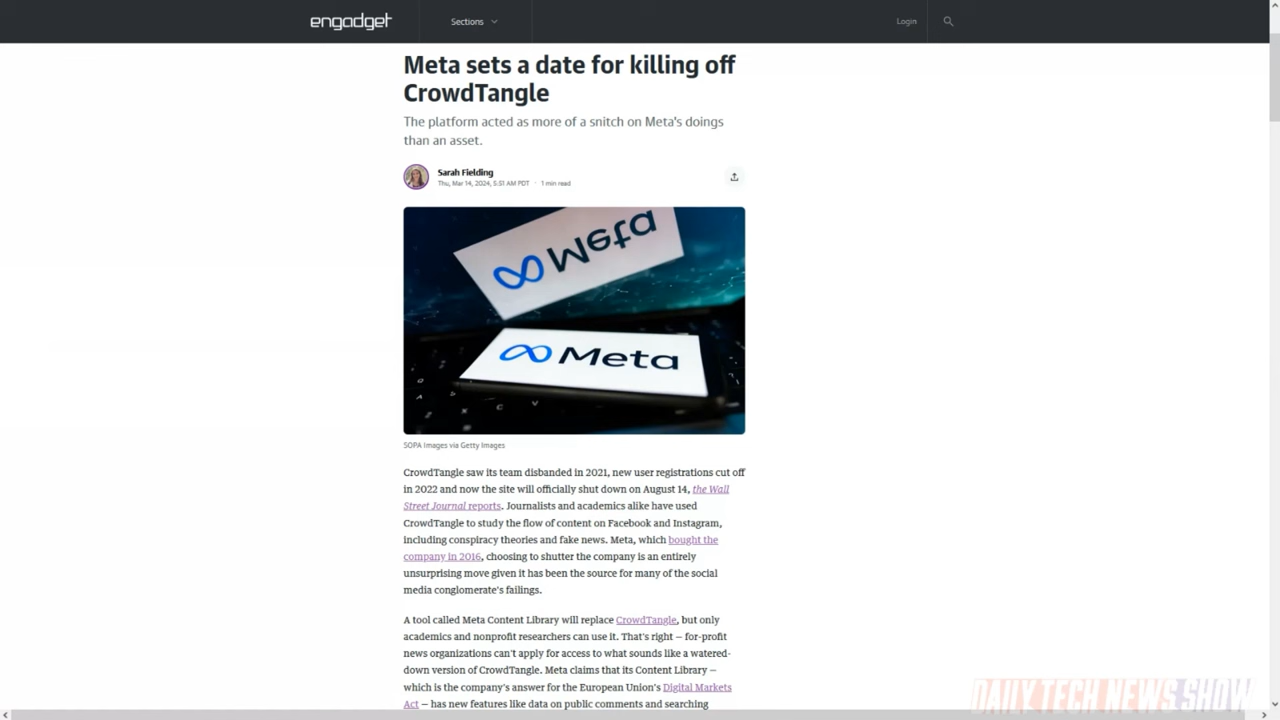 engadget
Sections
Login
Meta sets a date for killing off
CrowdTangle
The platform acted as more of a snitch on Meta's doings
than an asset.
Sarah Fielding
Thu, Mar 14, 2024, 5:51 AM PDT · 1 min read
Meta
Meta
SOPA Images via Getty Images
CrowdTangle saw its team disbanded in 2021, new user registrations cut off
in 2022 and now the site will officially shut down on August 14, the Wall
Street Journal reports. Journalists and academics alike have used
CrowdTangle to study the flow of content on Facebook and Instagram,
including conspiracy theories and fake news. Meta, which bought the
company in 2016, choosing to shutter the company is an entirely
unsurprising move given it has been the source for many of the social
media conglomerate's failings.
A tool called Meta Content Library will replace CrowdTangle, but only
academics and nonprofit researchers can use it. That's right — for-profit
news organizations can't apply for access to what sounds like a watered-
down version of CrowdTangle. Meta claims that its Content Library —
which is the company's answer for the European Union's Digital Markets
Act — has new features like data on public comments and searching
DAILY TECH NEWS SHOW